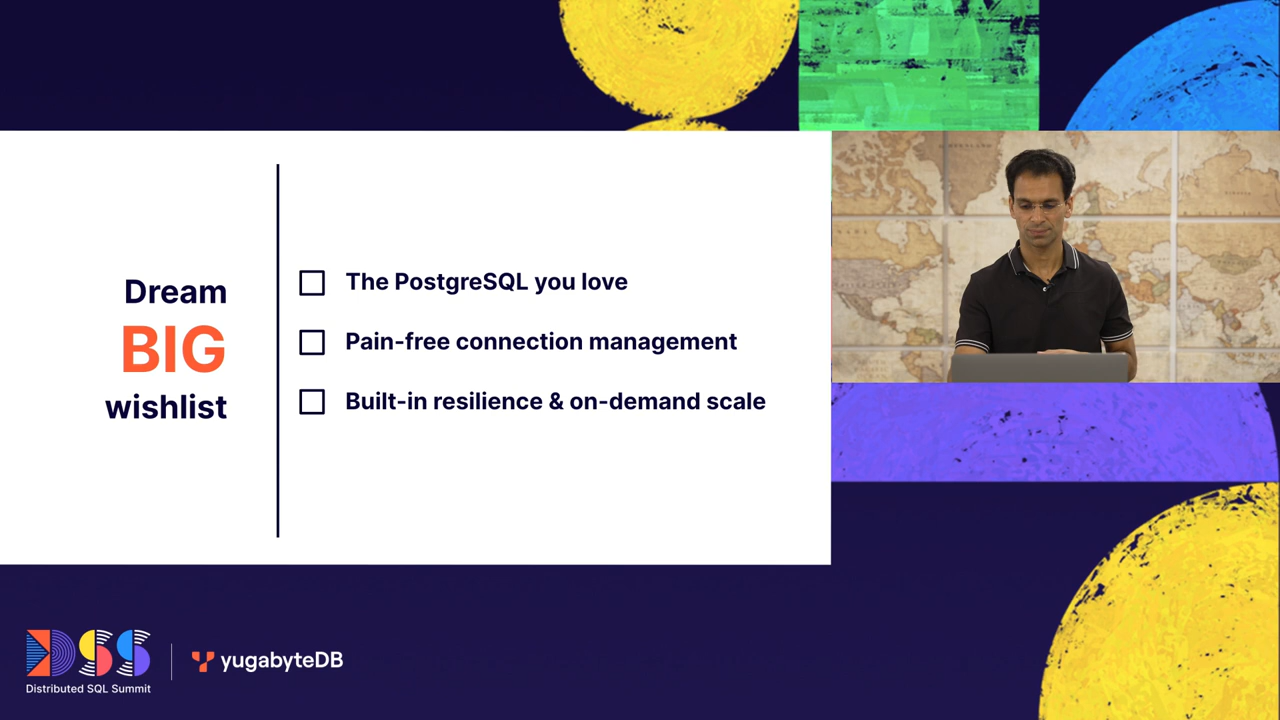 Dream
BIG
wishlist
The PostgreSQL you love
Pain-free connection management
Built-in resilience & on-demand scale
DSS
Distributed SQL Summit
yugabyteDB